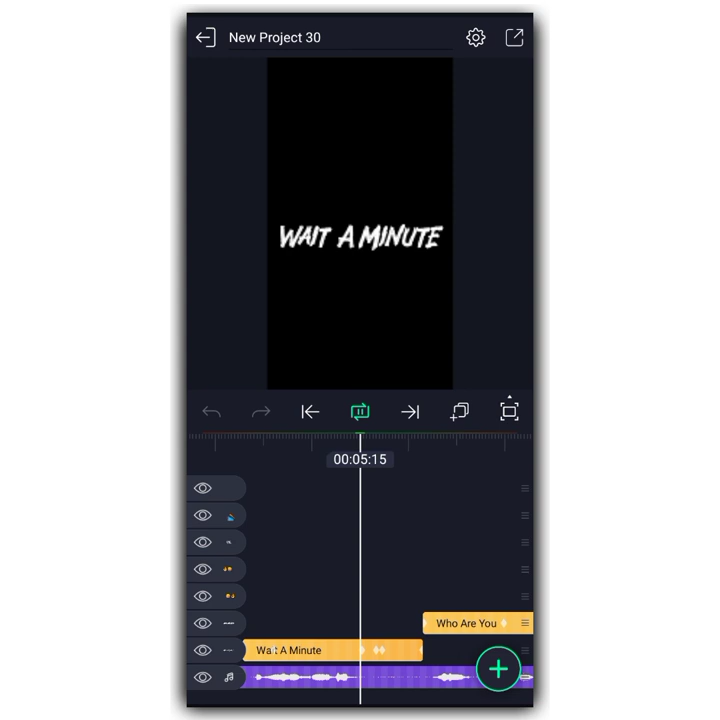 New Project 30
WAIT A MINUTE
00:05:15
Who Are You
Wait A Minute